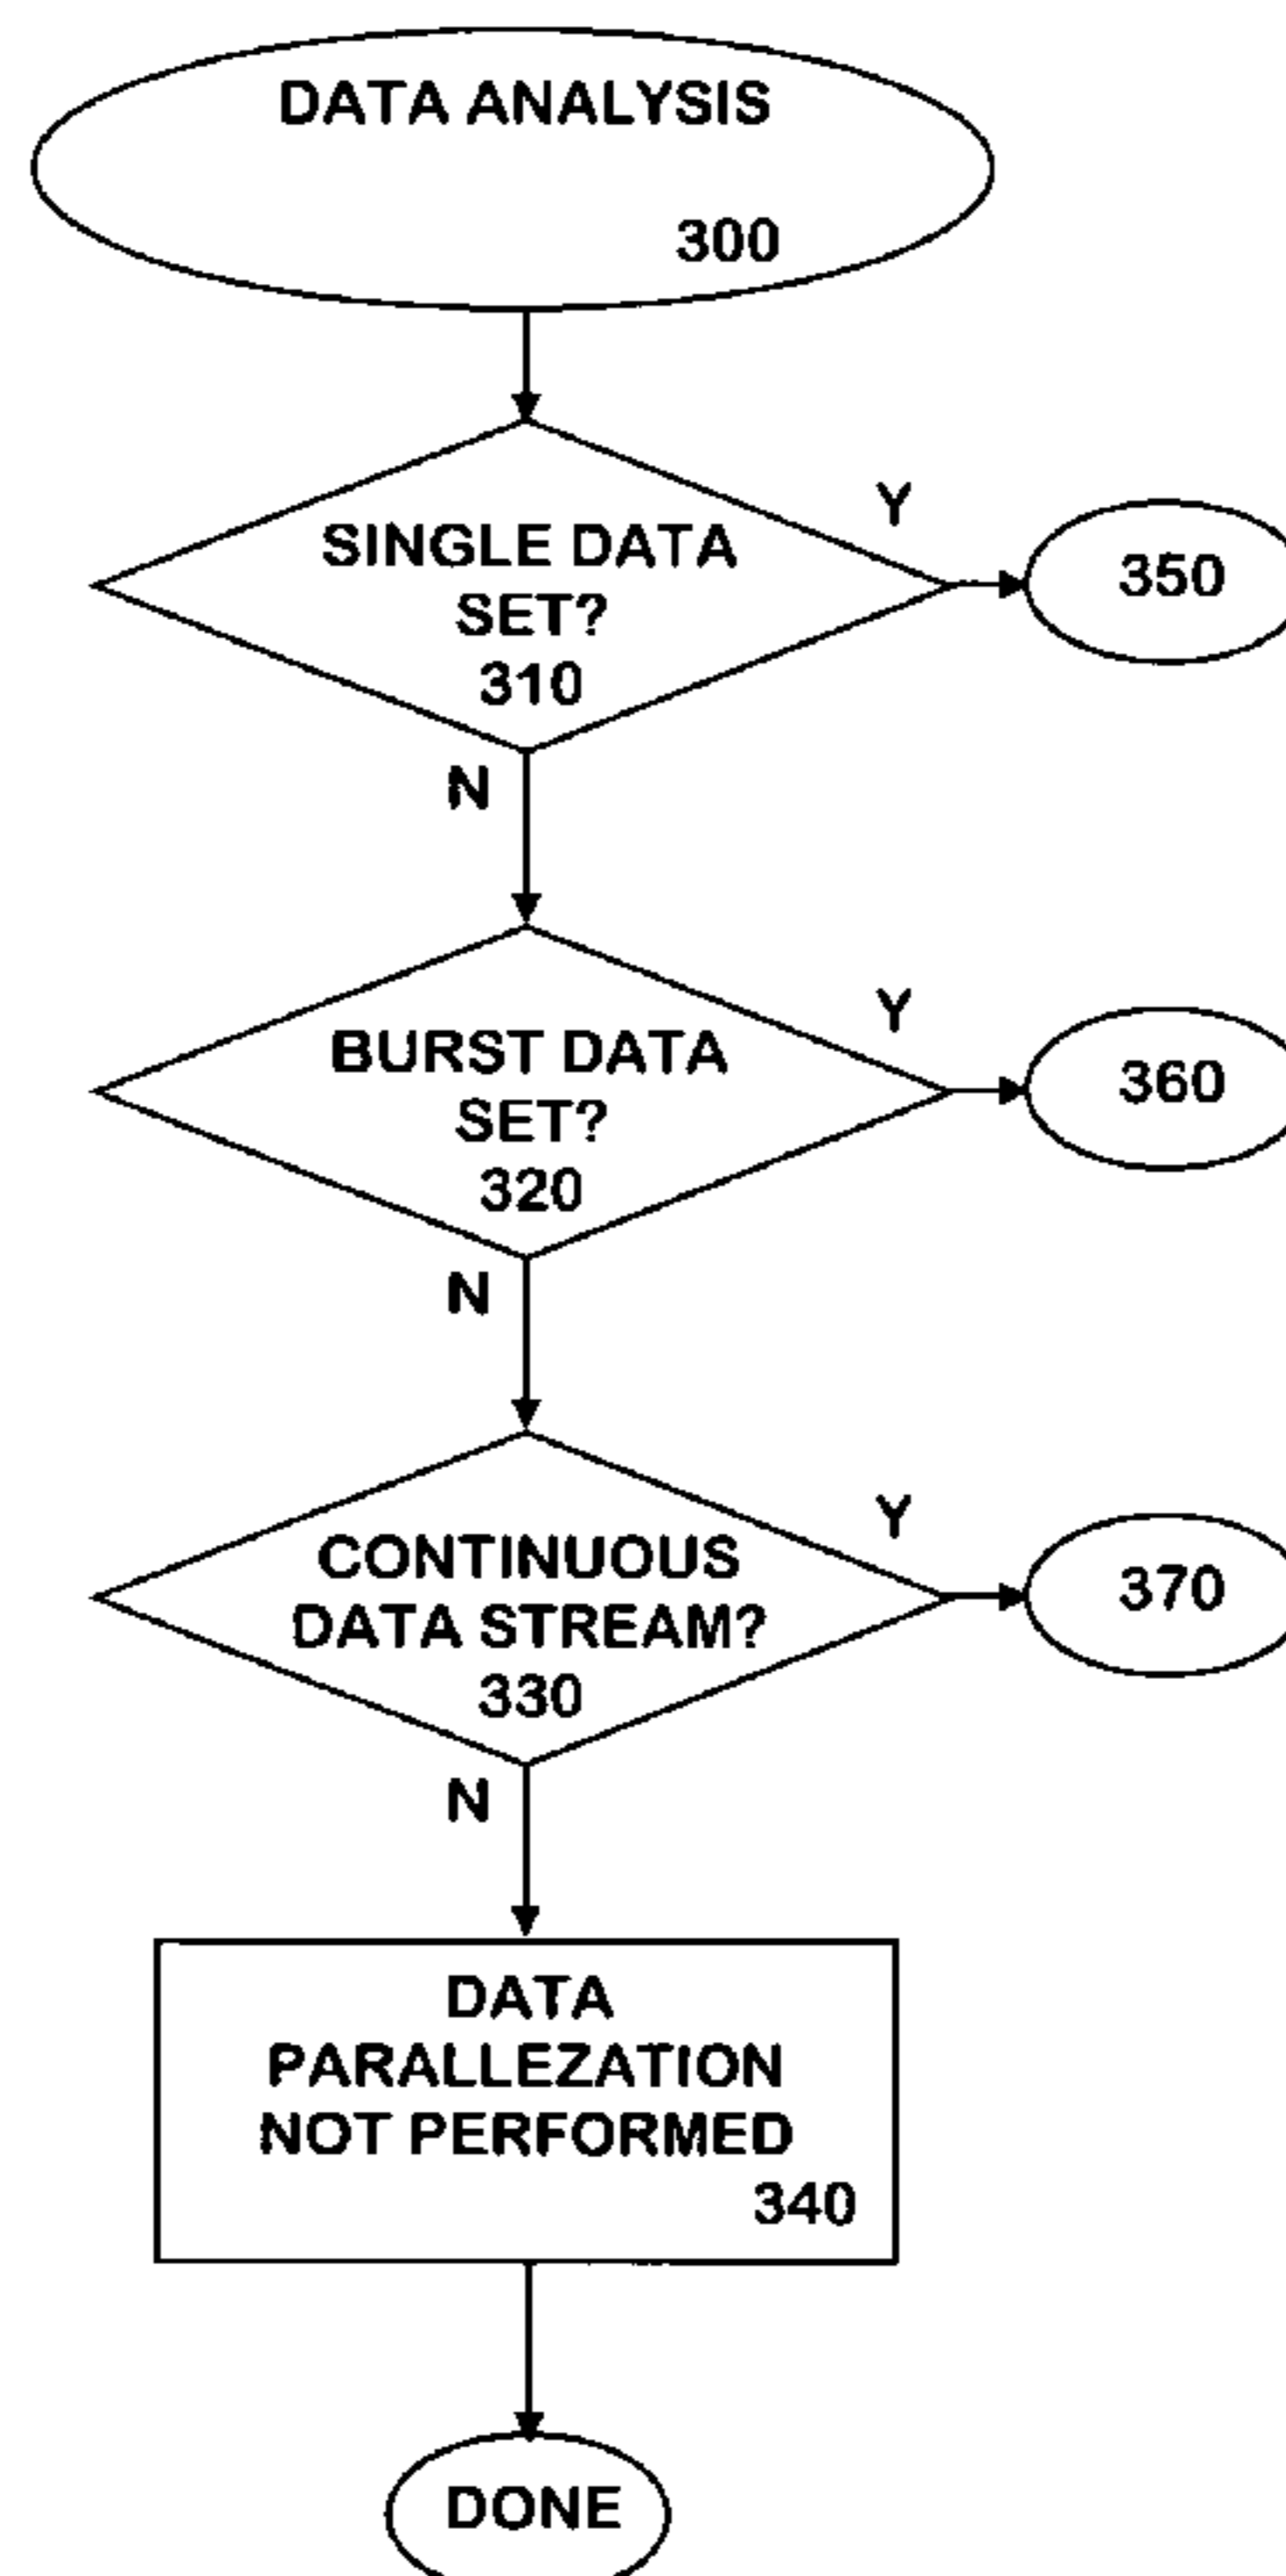 DATA ANALYSIS
300
SINGLE DATA
SET?
310
Y
350
N
BURST DATA
SET?
320
Y
360
N
CONTINUOUS
DATA STREAM?
330
Y
370
N
DATA
PARALLEZATION
NOT PERFORMED
340
DONE